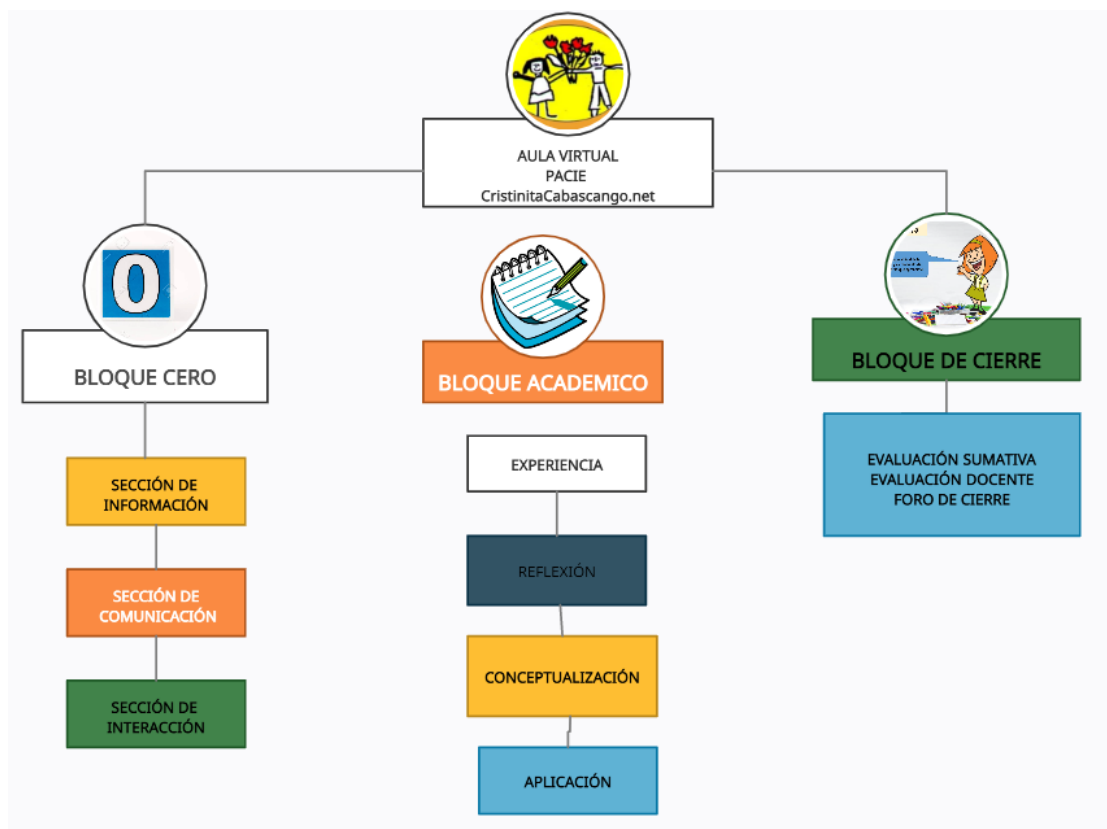 AULA VIRTUAL
PACIE
CristinitaCabascango.net
0
BLOQUE CERO
SECCIÓN DE
INFORMACIÓN
SECCIÓN DE
COMUNICACIÓN
SECCIÓN DE
INTERACCIÓN
BLOQUE ACADEMICO
EXPERIENCIA
REFLEXIÓN
CONCEPTUALIZACIÓN
APLICACIÓN
BLOQUE DE CIERRE
EVALUACIÓN SUMATIVA
EVALUACIÓN DOCENTE
FORO DE CIERRE